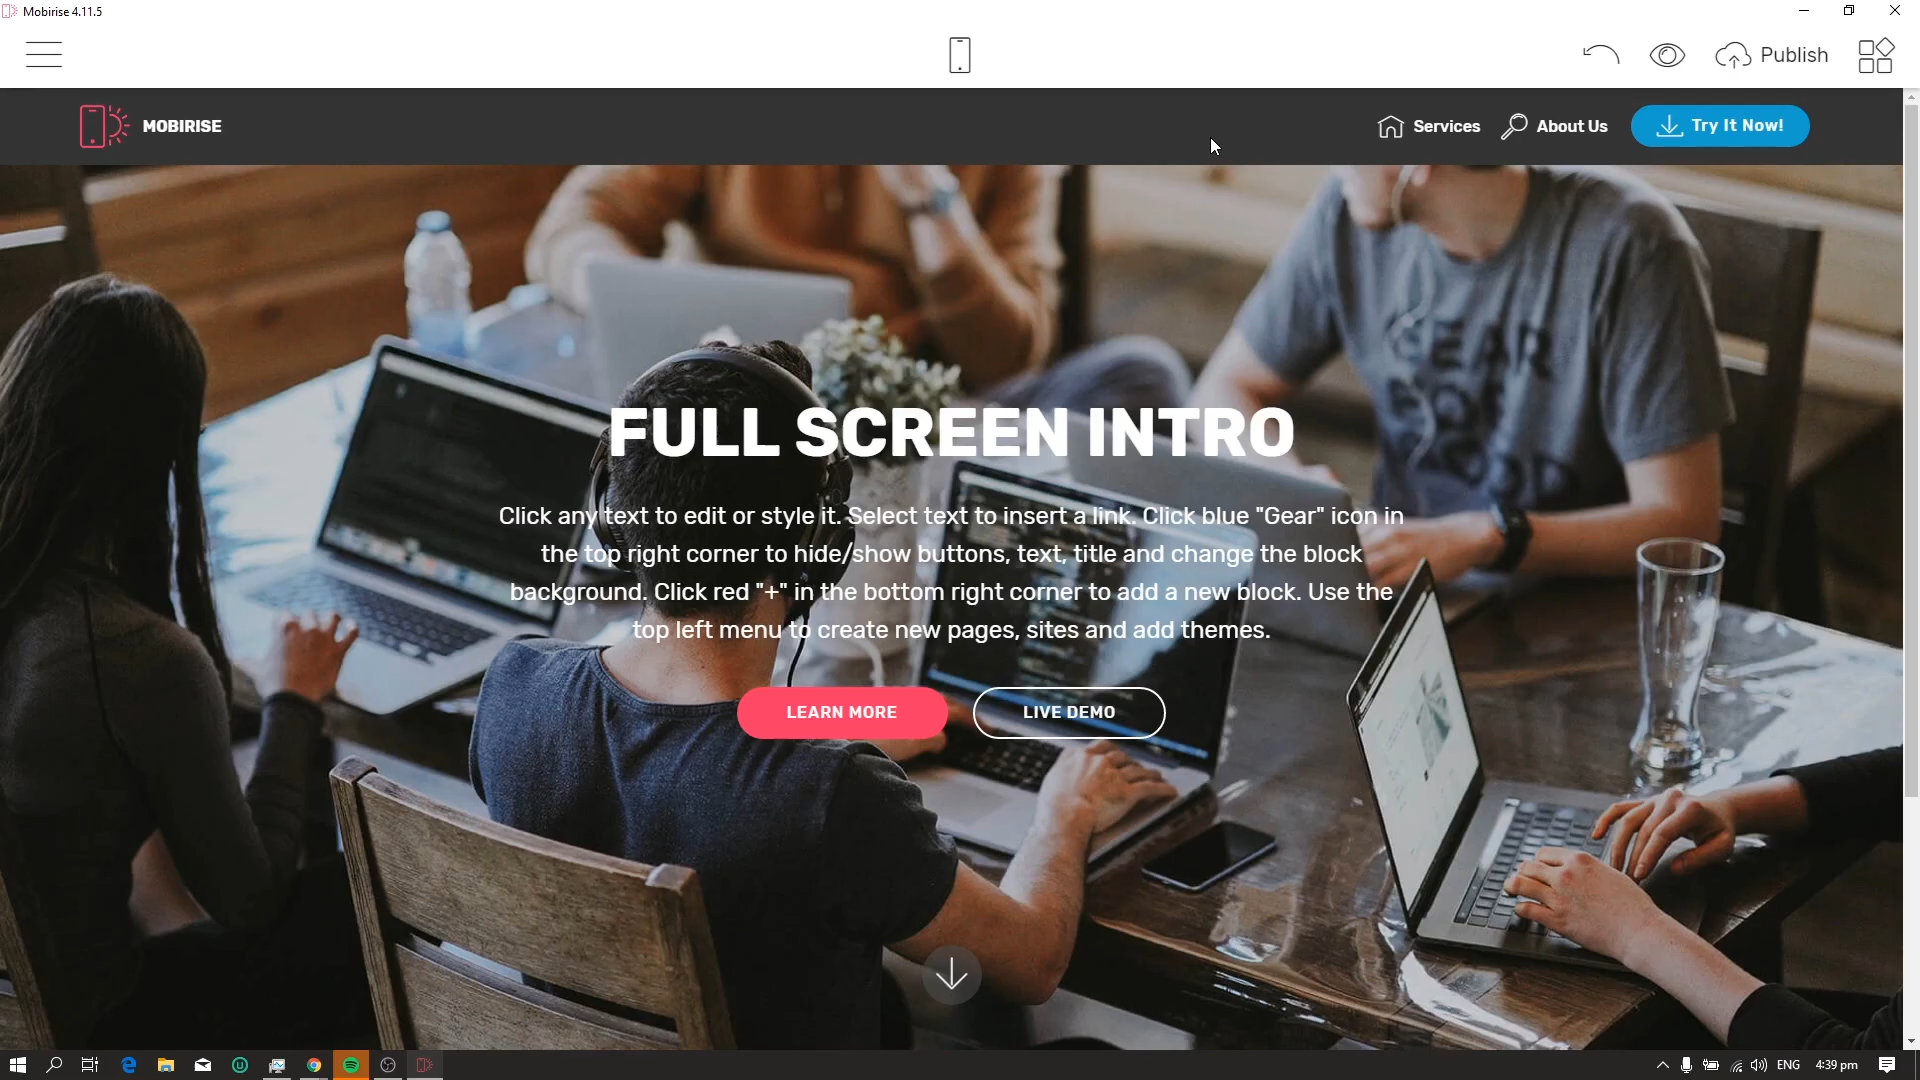 Mobirise 4.11.5
Publish
MOBIRISE
Services
About Us
Try It Now!
FULL SCREEN INTRO
Click any text to edit or style it. Select text to insert a link. Click blue "Gear" icon in
the top right corner to hide/show buttons, text, title and change the block
background. Click red "+" in the bottom right corner to add a new block. Use the
top left menu to create new pages, sites and add themes.
LEARN MORE
LIVE DEMO
ENG
4:39 pm